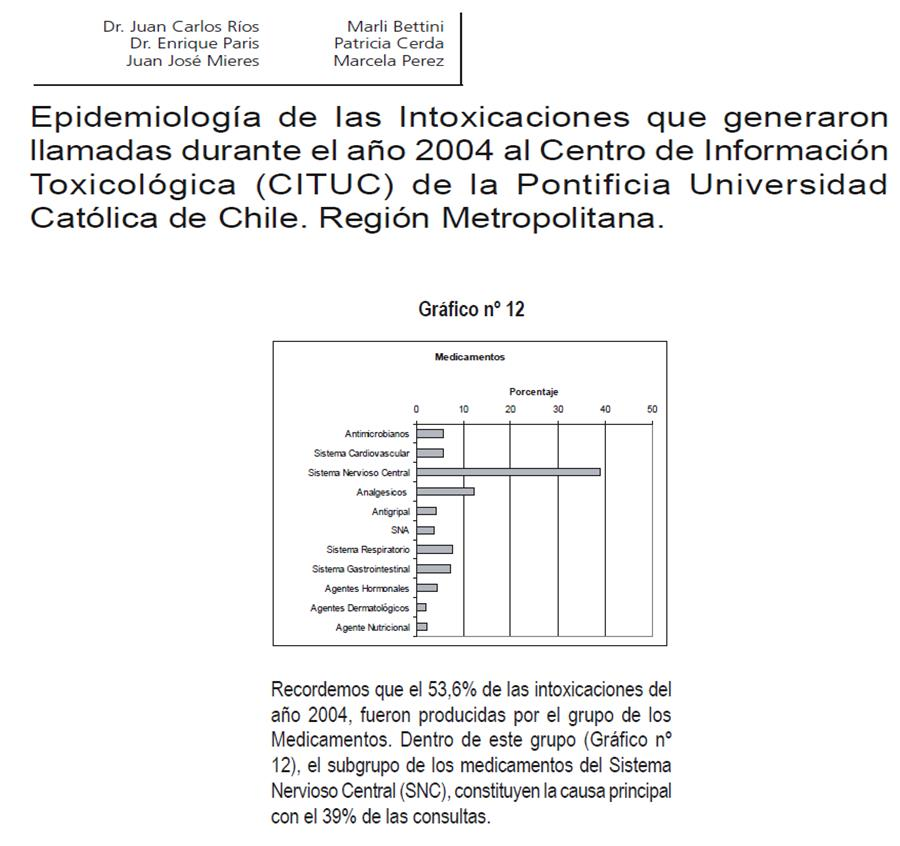 Dr. Juan Carlos Ríos
Dr. Enrique Paris
Juan José Mieres
Marli Bettini
Patricia Cerda
Marcela Perez
Epidemiología de las Intoxicaciones que generaron
llamadas durante el año 2004 al Centro de Información
Toxicológica (CITUC) de la Pontificia Universidad
Católica de Chile. Región Metropolitana.
Gráfico n° 12
Medicamentos
Porcentaje
0 10 20 30 40 50
Antimicrobianos
Sistema Cardiovascular
Sistema Nervioso Central
Analgesicos
Antigripal
SNA
Sistema Respiratorio
Sistema Gastrointestinal
Agentes Hormonales
Agentes Dermatológicos
Agente Nutricional
Recordemos que el 53,6% de las intoxicaciones del
año 2004, fueron producidas por el grupo de los
Medicamentos. Dentro de este grupo (Gráfico n°
12), el subgrupo de los medicamentos del Sistema
Nervioso Central (SNC), constituyen la causa principal
con el 39% de las consultas.